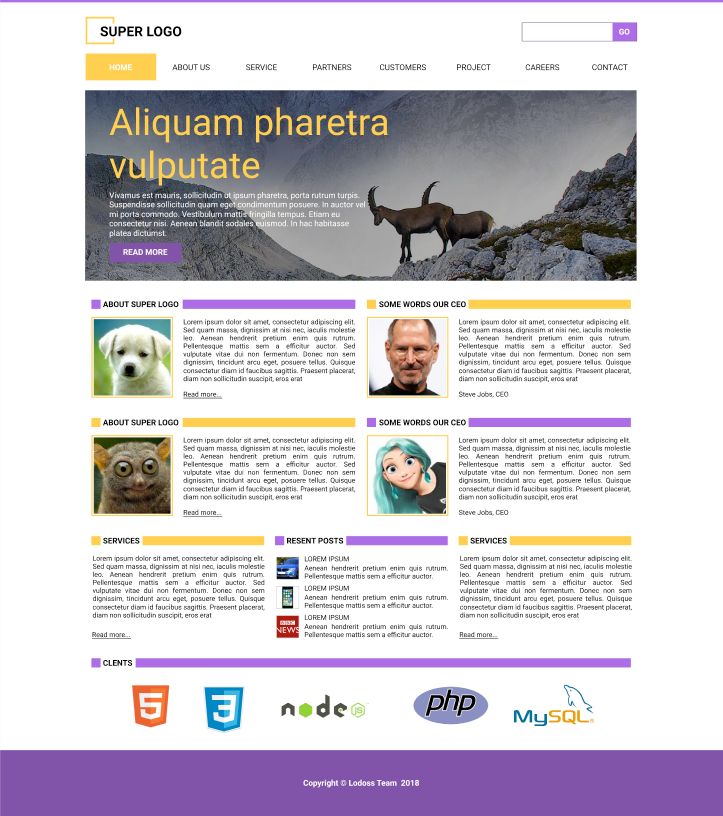 SUPER LOGO
GO
HOME
ABOUT US
SERVICE
PARTNERS
CUSTOMERS
PROJECT
CAREERS
CONTACT
Aliquam pharetra
vulputate
Vivamus est mauris, sollicitudin ut ipsum pharetra, porta rutrum turpis.
Suspendisse sollicitudin quam eget condimentum posuere. In auctor vel
mi porta commodo. Vestibulum mattis fringilla tempus. Etiam eu
consectetur nisi. Aenean blandit sodales euismod. In hac habitasse
platea dictumst.
READ MORE
ABOUT SUPER LOGO
Lorem ipsum dolor sit amet, consectetur adipiscing elit.
Sed quam massa, dignissim at nisi nec, iaculis molestie
leo. Aenean hendrerit pretium enim quis rutrum.
Pellentesque mattis sem a efficitur auctor. Sed
vulputate vitae dui non fermentum. Donec non sem
dignissim, tincidunt arcu eget, posuere tellus. Quisque
consectetur diam id faucibus sagittis. Praesent placerat,
diam non sollicitudin suscipit, eros erat
Read more...
SOME WORDS OUR CEO
Lorem ipsum dolor sit amet, consectetur adipiscing elit.
Sed quam massa, dignissim at nisi nec, iaculis molestie
leo. Aenean hendrerit pretium enim quis rutrum.
Pellentesque mattis sem a efficitur auctor. Sed
vulputate vitae dui non fermentum. Donec non sem
dignissim, tincidunt arcu eget, posuere tellus. Quisque
consectetur diam id faucibus sagittis. Praesent placerat,
diam non sollicitudin suscipit, eros erat
Steve Jobs, CEO
ABOUT SUPER LOGO
Lorem ipsum dolor sit amet, consectetur adipiscing elit.
Sed quam massa, dignissim at nisi nec, iaculis molestie
leo. Aenean hendrerit pretium enim quis rutrum.
Pellentesque mattis sem a efficitur auctor. Sed
vulputate vitae dui non fermentum. Donec non sem
dignissim, tincidunt arcu eget, posuere tellus. Quisque
consectetur diam id faucibus sagittis. Praesent placerat,
diam non sollicitudin suscipit, eros erat
Read more...
SOME WORDS OUR CEO
Lorem ipsum dolor sit amet, consectetur adipiscing elit.
Sed quam massa, dignissim at nisi nec, iaculis molestie
leo. Aenean hendrerit pretium enim quis rutrum.
Pellentesque mattis sem a efficitur auctor. Sed
vulputate vitae dui non fermentum. Donec non sem
dignissim, tincidunt arcu eget, posuere tellus. Quisque
consectetur diam id faucibus sagittis. Praesent placerat,
diam non sollicitudin suscipit, eros erat
Steve Jobs, CEO
SERVICES
Lorem ipsum dolor sit amet, consectetur adipiscing elit.
Sed quam massa, dignissim at nisi nec, iaculis molestie
leo. Aenean hendrerit pretium enim quis rutrum.
Pellentesque mattis sem a efficitur auctor. Sed
vulputate vitae dui non fermentum. Donec non sem
dignissim, tincidunt arcu eget, posuere tellus. Quisque
consectetur diam id faucibus sagittis. Praesent placerat,
diam non sollicitudin suscipit, eros erat
Read more...
RESENT POSTS
LOREM IPSUM
Aenean hendrerit pretium enim quis rutrum.
Pellentesque mattis sem a efficitur auctor.
LOREM IPSUM
Aenean hendrerit pretium enim quis rutrum.
Pellentesque mattis sem a efficitur auctor.
BBC
NEWS
LOREM IPSUM
Aenean hendrerit pretium enim quis rutrum.
Pellentesque mattis sem a efficitur auctor.
SERVICES
Lorem ipsum dolor sit amet, consectetur adipiscing elit.
Sed quam massa, dignissim at nisi nec, iaculis molestie
leo. Aenean hendrerit pretium enim quis rutrum.
Pellentesque mattis sem a efficitur auctor. Sed
vulputate vitae dui non fermentum. Donec non sem
dignissim, tincidunt arcu eget, posuere tellus. Quisque
consectetur diam id faucibus sagittis. Praesent placerat,
diam non sollicitudin suscipit, eros erat
Read more...
CLENTS
5
3
node JS
php
MySQL
Copyright © Lodoss Team 2018